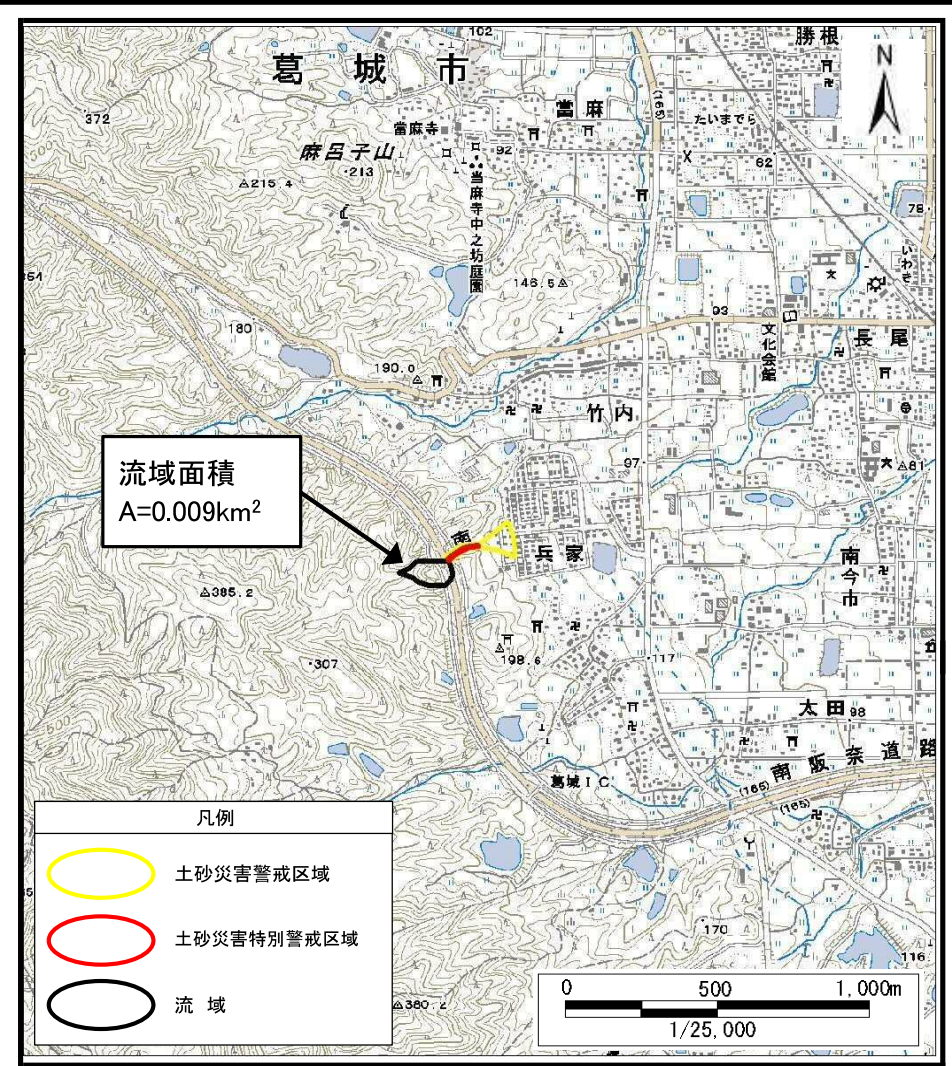 102
勝根
N
葛城市
372
當麻
(165)
たいまでら
當麻寺
92
麻呂子山
213
62
215.4
当麻寺中之坊庭園
78
いわき
146.5
93
180
文化会館
長尾
190.0
竹内
97
81
流域面積
A=0.009km²
南
兵家
南今市
385.2
198.6
117
307
太田
98
南阪奈道路
葛城IC
(165)
(165)
凡例
土砂災害警戒区域
土砂災害特別警戒区域
流域
170
116
380.2
0 500 1,000m
1/25,000